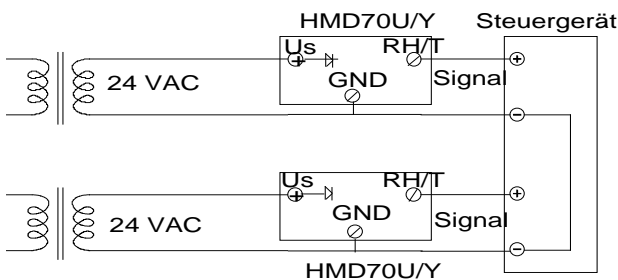 HMD70U/Y Steuergerät
Us RH/T
24 VAC GND Signal
Us RH/T
24 VAC GND Signal
HMD70U/Y